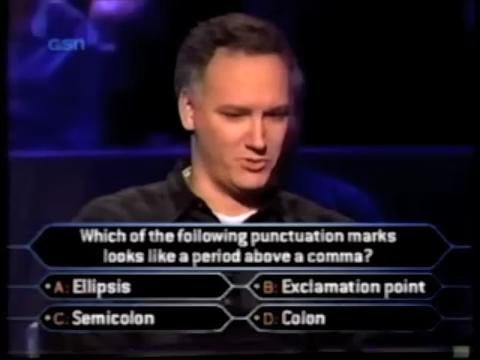 GSN
Which of the following punctuation marks
looks like a period above a comma?
A: Ellipsis
B: Exclamation point
C: Semicolon
D: Colon